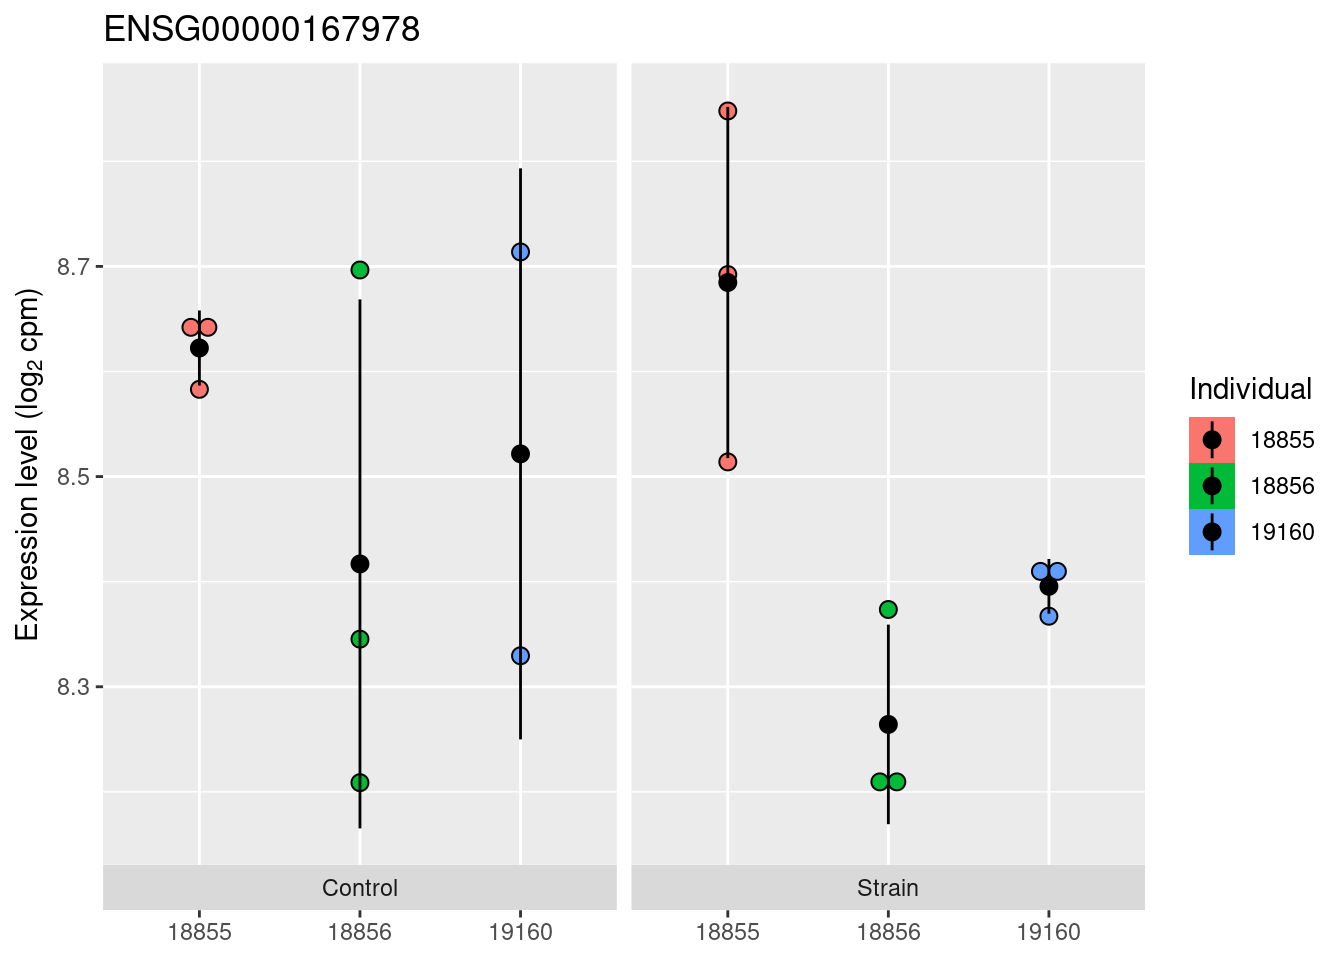 ENSG00000167978
Expression level (log₂ cpm)
8.7
8.5
8.3
Control
Strain
18855
18856
19160
18855
18856
19160
Individual
18855
18856
19160